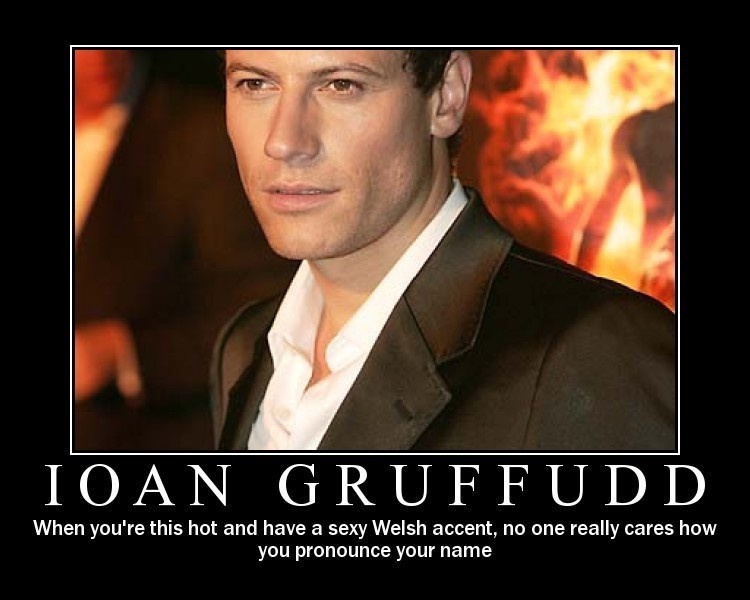 IOAN GRUFFUDD
When you're this hot and have a sexy Welsh accent, no one really cares how
you pronounce your name